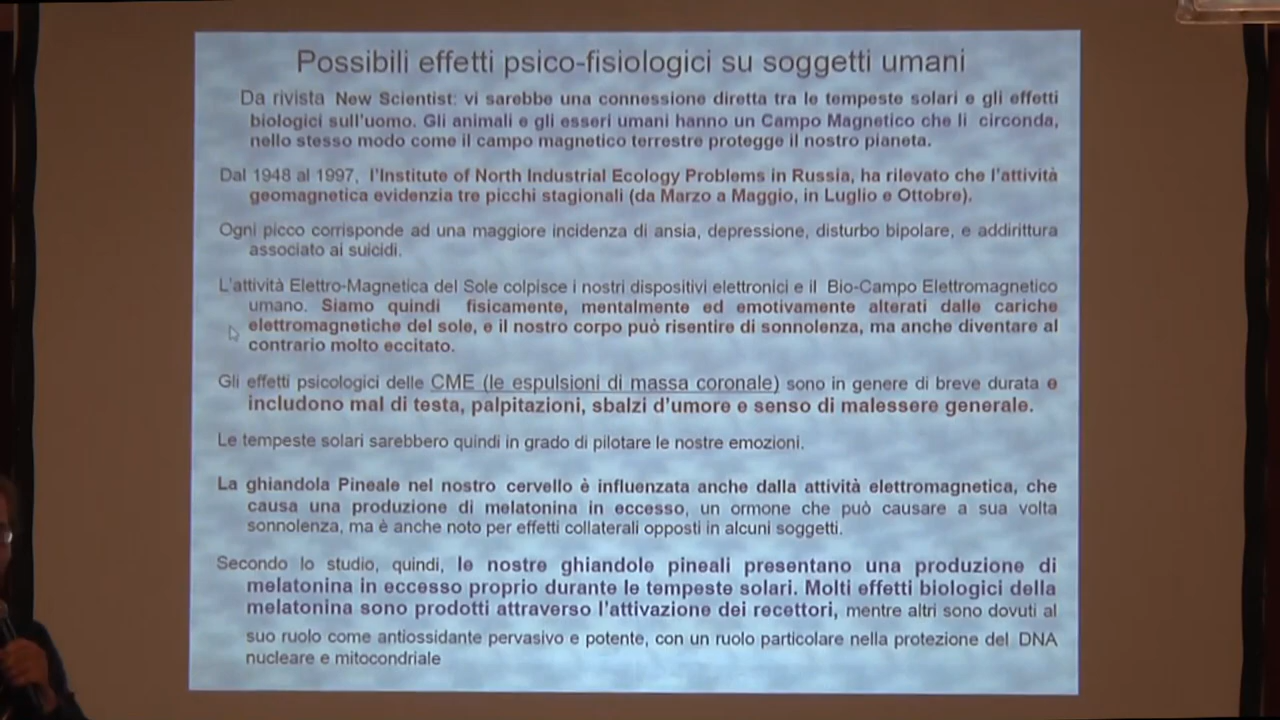 Possibili effetti psico-fisiologici su soggetti umani
Da rivista New Scientist: vi sarebbe una connessione diretta tra le tempeste solari e gli effetti
biologici sull'uomo. Gli animali e gli esseri umani hanno un Campo Magnetico che li circonda,
nello stesso modo come il campo magnetico terrestre protegge il nostro pianeta.
Dal 1948 al 1997, l'Institute of North Industrial Ecology Problems in Russia, ha rilevato che l'attività
geomagnetica evidenzia tre picchi stagionali (da Marzo a Maggio, in Luglio e Ottobre).
Ogni picco corrisponde ad una maggiore incidenza di ansia, depressione, disturbo bipolare, e addirittura
associato ai suicidi.
L'attività Elettro-Magnetica del Sole colpisce i nostri dispositivi elettronici e il Bio-Campo Elettromagnetico
umano. Siamo quindi fisicamente, mentalmente ed emotivamente alterati dalle cariche
elettromagnetiche del sole, e il nostro corpo può risentire di sonnolenza, ma anche diventare al
contrario molto eccitato.
Gli effetti psicologici delle CME (le espulsioni di massa coronale) sono in genere di breve durata e
includono mal di testa, palpitazioni, sbalzi d'umore e senso di malessere generale.
Le tempeste solari sarebbero quindi in grado di pilotare le nostre emozioni.
La ghiandola Pineale nel nostro cervello è influenzata anche dalla attività elettromagnetica, che
causa una produzione di melatonina in eccesso, un ormone che può causare a sua volta
sonnolenza, ma è anche noto per effetti collaterali opposti in alcuni soggetti.
Secondo lo studio, quindi, le nostre ghiandole pineali presentano una produzione di
melatonina in eccesso proprio durante le tempeste solari. Molti effetti biologici della
melatonina sono prodotti attraverso l'attivazione dei recettori, mentre altri sono dovuti al
suo ruolo come antiossidante pervasivo e potente, con un ruolo particolare nella protezione del DNA
nucleare e mitocondriale